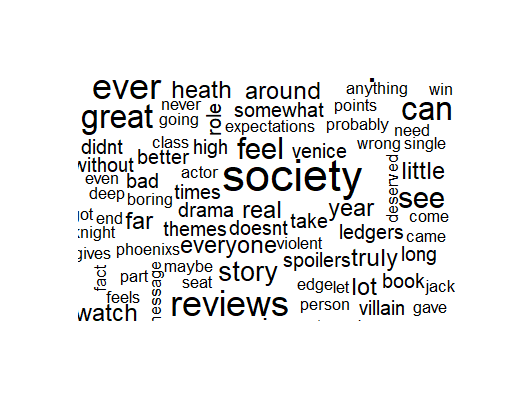 ever heath around anything win
great never role somewhat points can
going expectations probably need
didnt class high feel venice wrong single
without better actor society deserved little
even bad times see
deep boring drama real take year come
end far themes doesnt ledgers came
gives phoenixs everyone violent truly long
fact part maybe story spoilers
seat edge let lot book jack
feels reviews person villain gave
watch